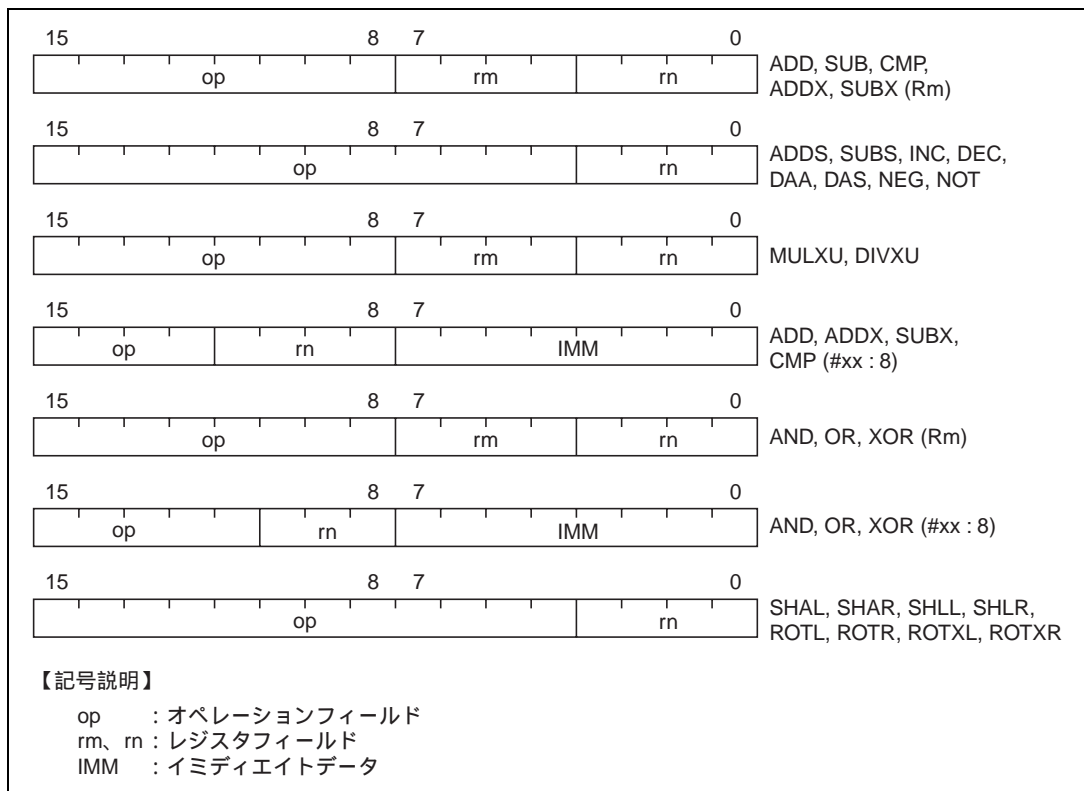 15 8 7 0
op rm rn
ADD, SUB, CMP,
ADDX, SUBX (Rm)
15 8 7 0
op rn
ADDS, SUBS, INC, DEC,
DAA, DAS, NEG, NOT
15 8 7 0
op rm rn
MULXU, DIVXU
15 8 7 0
op rn IMM
ADD, ADDX, SUBX,
CMP (#xx : 8)
15 8 7 0
op rm rn
AND, OR, XOR (Rm)
15 8 7 0
op rn IMM
AND, OR, XOR (#xx : 8)
15 8 7 0
op rn
SHAL, SHAR, SHLL, SHLR,
ROTL, ROTR, ROTXL, ROTXR
【記号説明】
op : オペレーションフィールド
rm、rn : レジスタフィールド
IMM : イミディエイトデータ